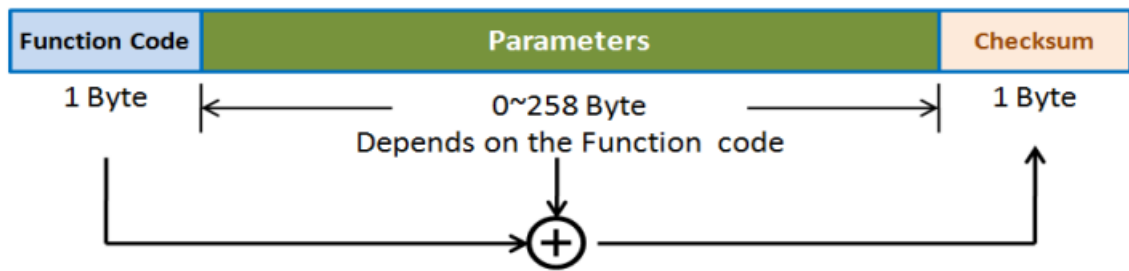 Function Code Parameters Checksum
1 Byte 0~258 Byte 1 Byte
Depends on the Function code